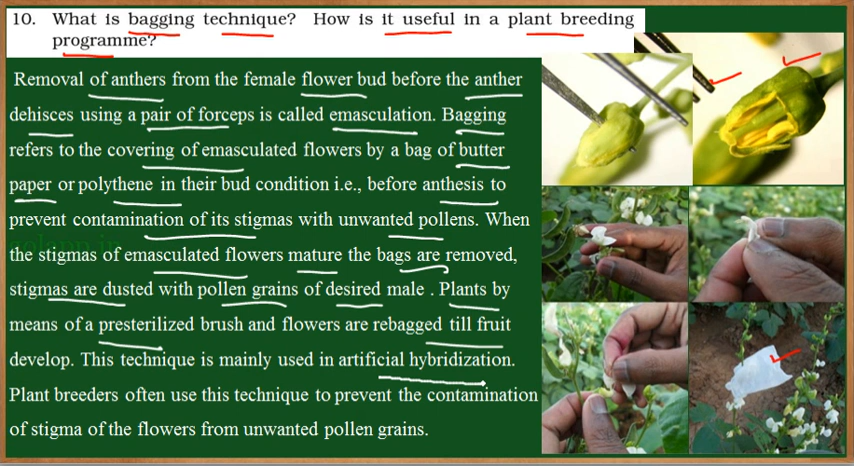 10. What is bagging technique? How is it useful in a plant breeding
programme?
Removal of anthers from the female flower bud before the anther
dehisces using a pair of forceps is called emasculation. Bagging
refers to the covering of emasculated flowers by a bag of butter
paper or polythene in their bud condition i.e., before anthesis to
prevent contamination of its stigmas with unwanted pollens. When
the stigmas of emasculated flowers mature the bags are removed,
stigmas are dusted with pollen grains of desired male . Plants by
means of a presterilized brush and flowers are rebagged till fruit
develop. This technique is mainly used in artificial hybridization.
Plant breeders often use this technique to prevent the contamination
of stigma of the flowers from unwanted pollen grains.